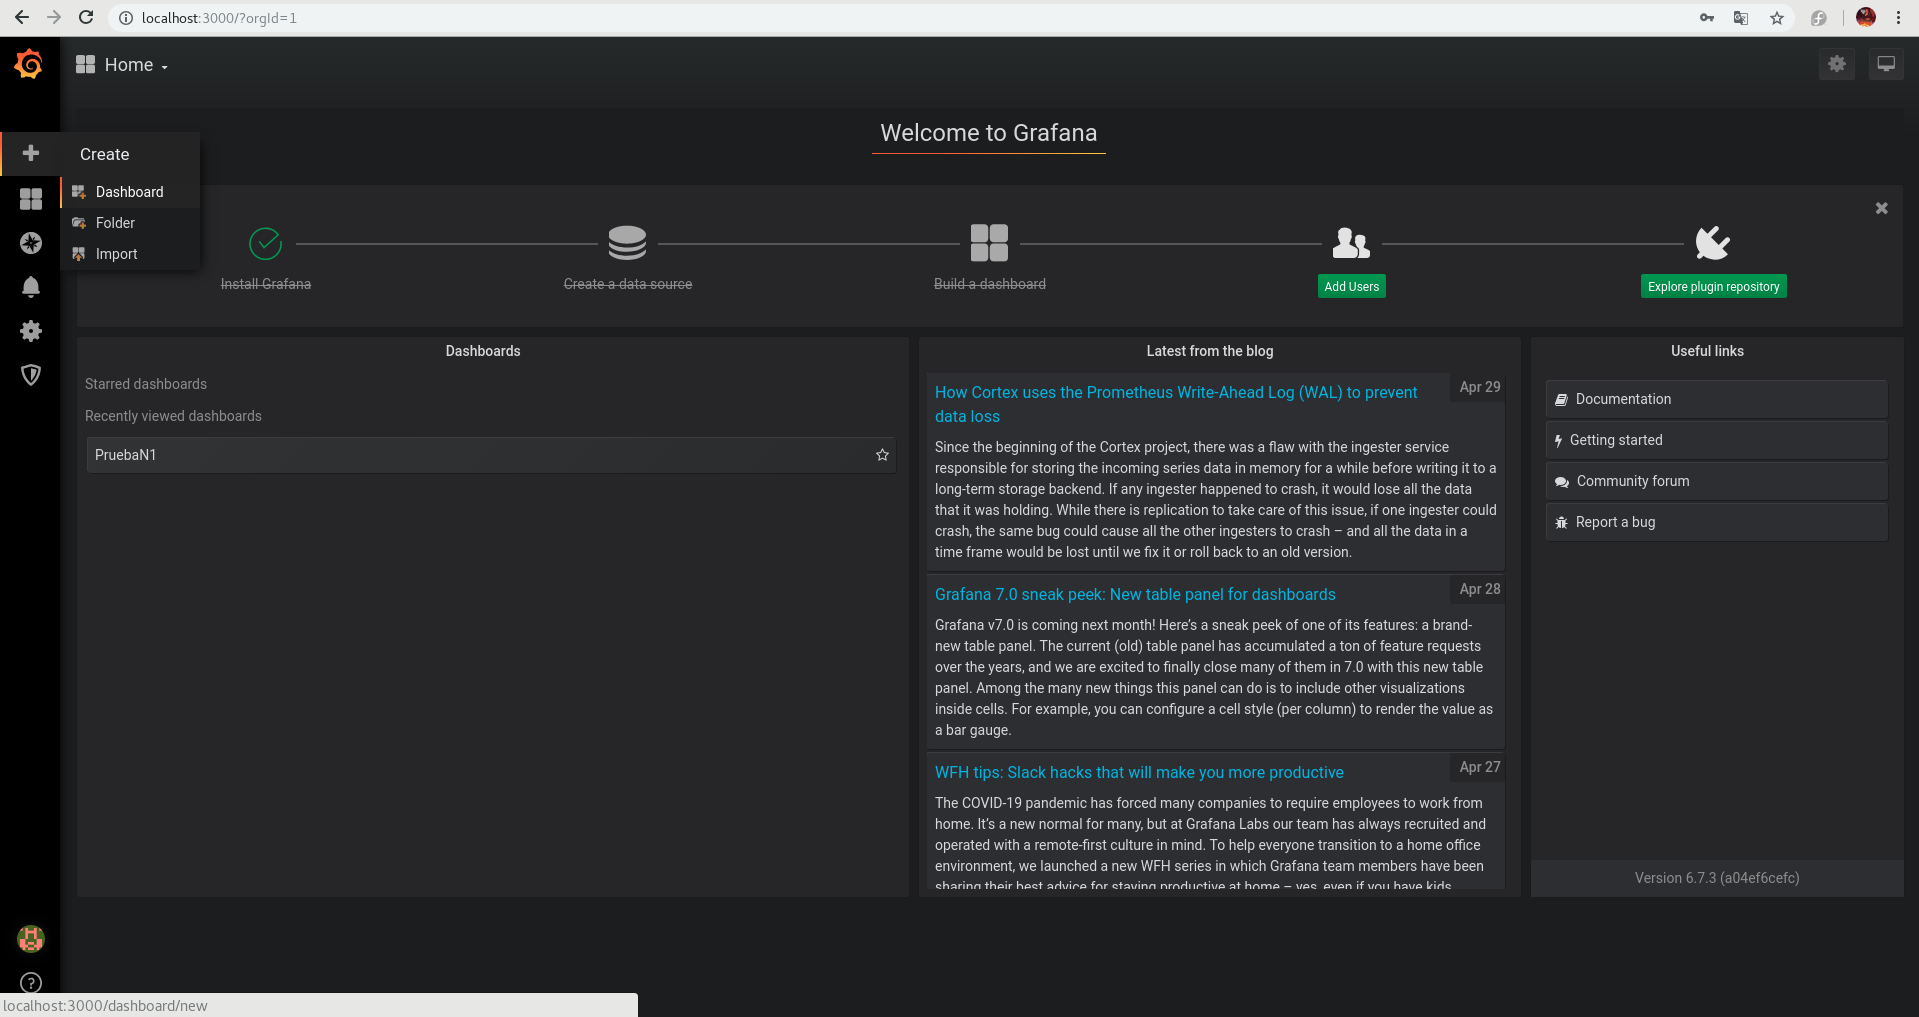 localhost:3000/?orgId=1
Home
Welcome to Grafana
Create
Dashboard
Folder
Import
Install Grafana
Create a data source
Build a dashboard
Add Users
Explore plugin repository
Dashboards
Starred dashboards
Recently viewed dashboards
PruebaN1
Latest from the blog
How Cortex uses the Prometheus Write-Ahead Log (WAL) to prevent
data loss
Apr 29
Since the beginning of the Cortex project, there was a flaw with the ingester service
responsible for storing the incoming series data in memory for a while before writing it to a
long-term storage backend. If any ingester happened to crash, it would lose all the data
that it was holding. While there is replication to take care of this issue, if one ingester could
crash, the same bug could cause all the other ingesters to crash – and all the data in a
time frame would be lost until we fix it or roll back to an old version.
Grafana 7.0 sneak peek: New table panel for dashboards
Apr 28
Grafana v7.0 is coming next month! Here’s a sneak peek of one of its features: a brand-
new table panel. The current (old) table panel has accumulated a ton of feature requests
over the years, and we are excited to finally close many of them in 7.0 with this new table
panel. Among the many new things this panel can do is to include other visualizations
inside cells. For example, you can configure a cell style (per column) to render the value as
a bar gauge.
WFH tips: Slack hacks that will make you more productive
Apr 27
The COVID-19 pandemic has forced many companies to require employees to work from
home. It’s a new normal for many, but at Grafana Labs our team has always recruited and
operated with a remote-first culture in mind. To help everyone transition to a home office
environment, we launched a new WFH series in which Grafana team members have been
sharing their best advice for staying productive at home – yes, even if you have kids.
Useful links
Documentation
Getting started
Community forum
Report a bug
Version 6.7.3 (a04ef6cefc)
localhost:3000/dashboard/new